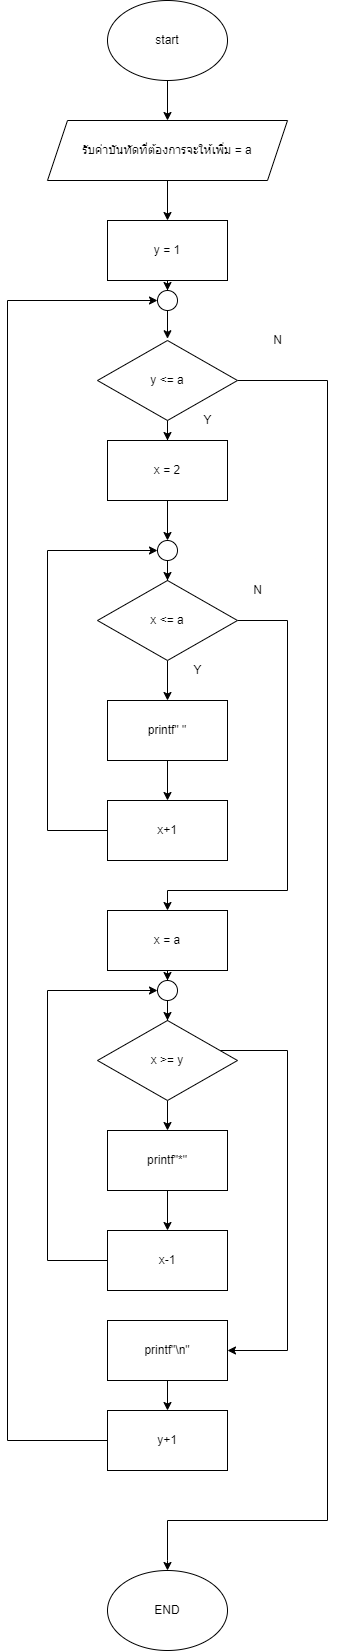 start
รับค่าบันทัดที่ต้องการจะให้เพิ่ม = a
y = 1
N
y <= a
Y
x = 2
N
x <= a
Y
printf" "
x+1
x = a
x >= y
printf"*"
x-1
printf"\n"
y+1
END